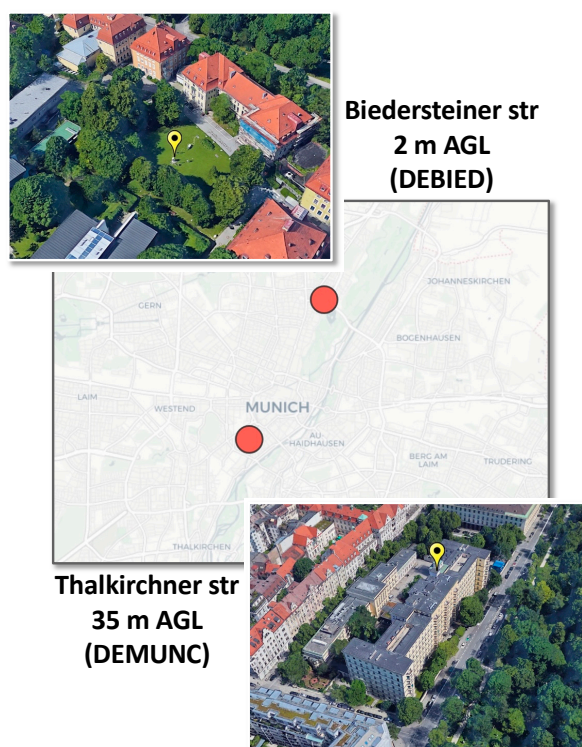 Biedersteiner str
2 m AGL
(DEBIED)
JOHANNESKIRCHEN
GERN
BOGENHAUSEN
LAIM
WESTEND
MUNICH
AU
HAIDHAUSEN
BERG AM
LAIM
TRUDERING
THALKIRCHEN
Thalkirchner str
35 m AGL
(DEMUNC)